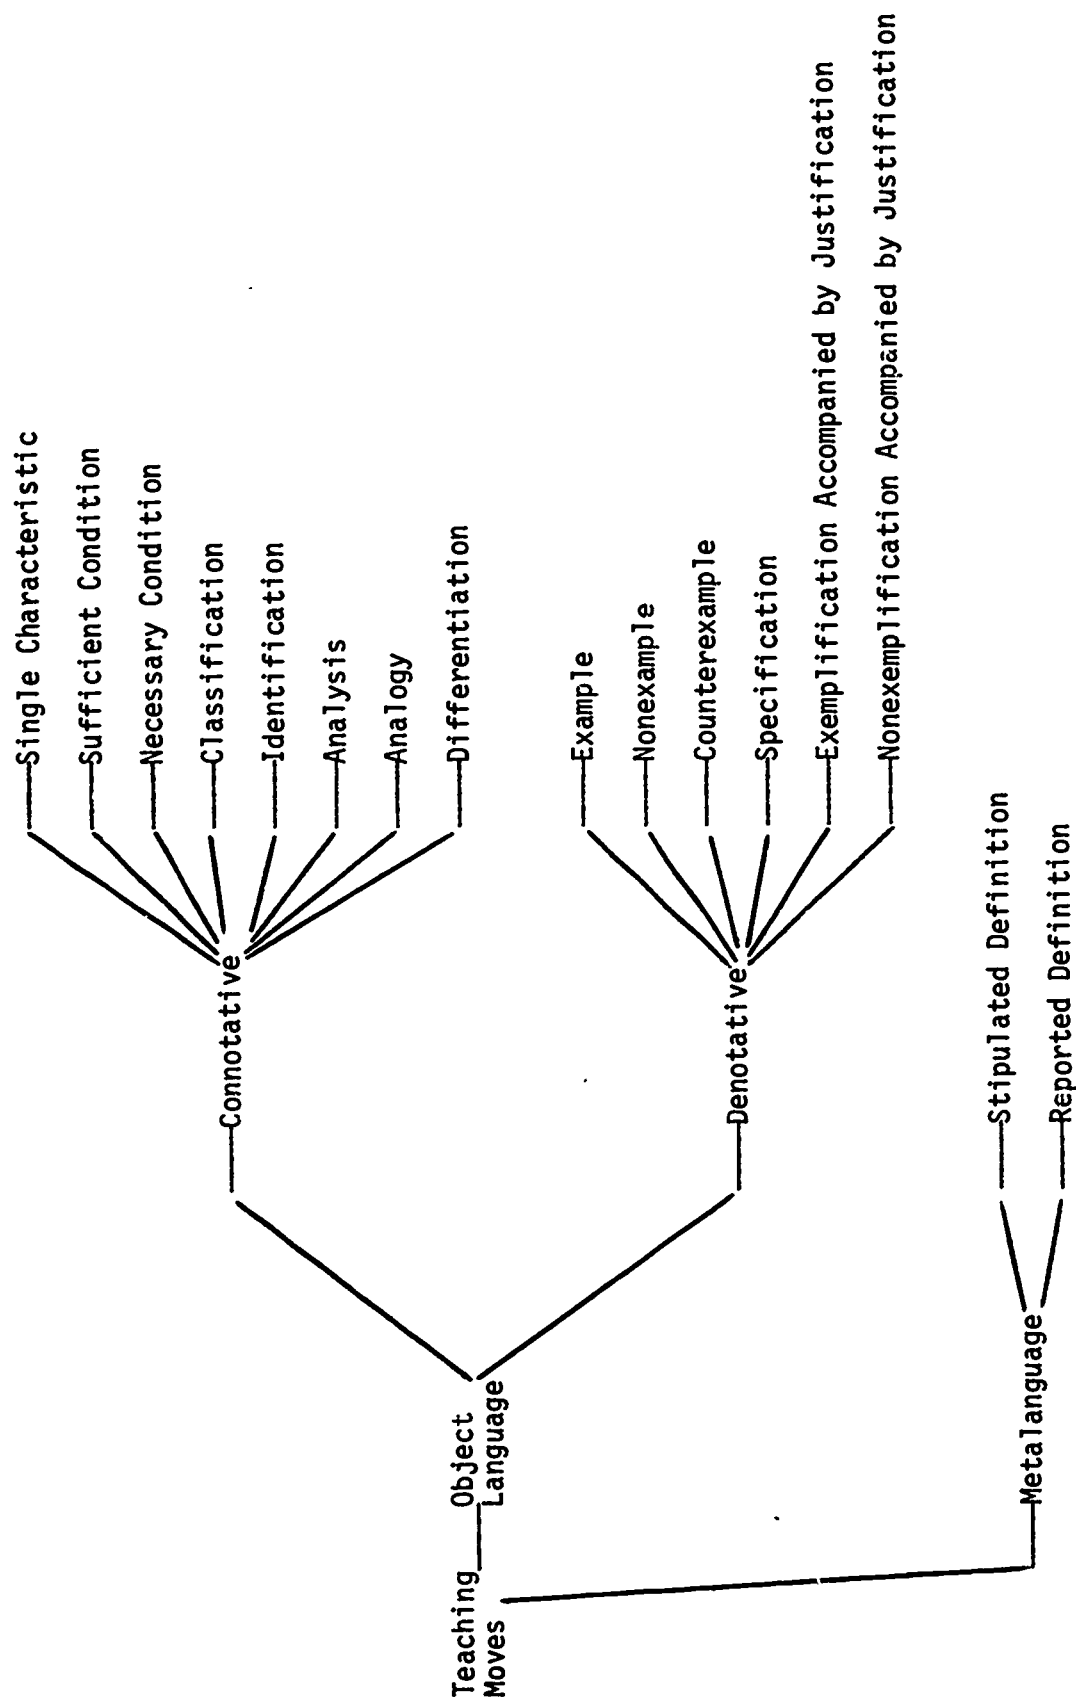 Teaching
Moves
Object
Language
Connotative
Single Characteristic
Sufficient Condition
Necessary Condition
Classification
Identification
Analysis
Analogy
Differentiation
Denotative
Example
Nonexample
Counterexample
Specification
Exemplification Accompanied by Justification
Nonexemplification Accompanied by Justification
Metalanguage
Stipulated Definition
Reported Definition